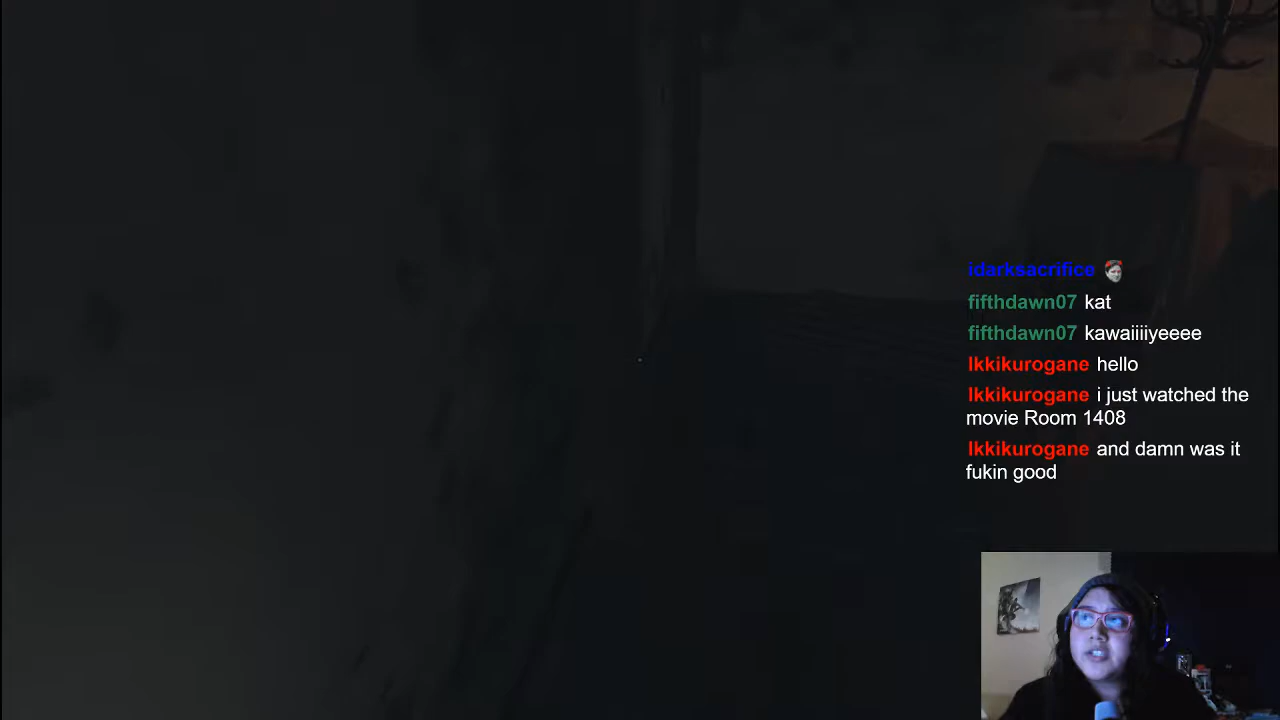 idarksacrifice
fifthdawn07 kat
fifthdawn07 kawaiiiiyeeee
Ikkikurogane hello
Ikkikurogane i just watched the
movie Room 1408
Ikkikurogane and damn was it
fukin good